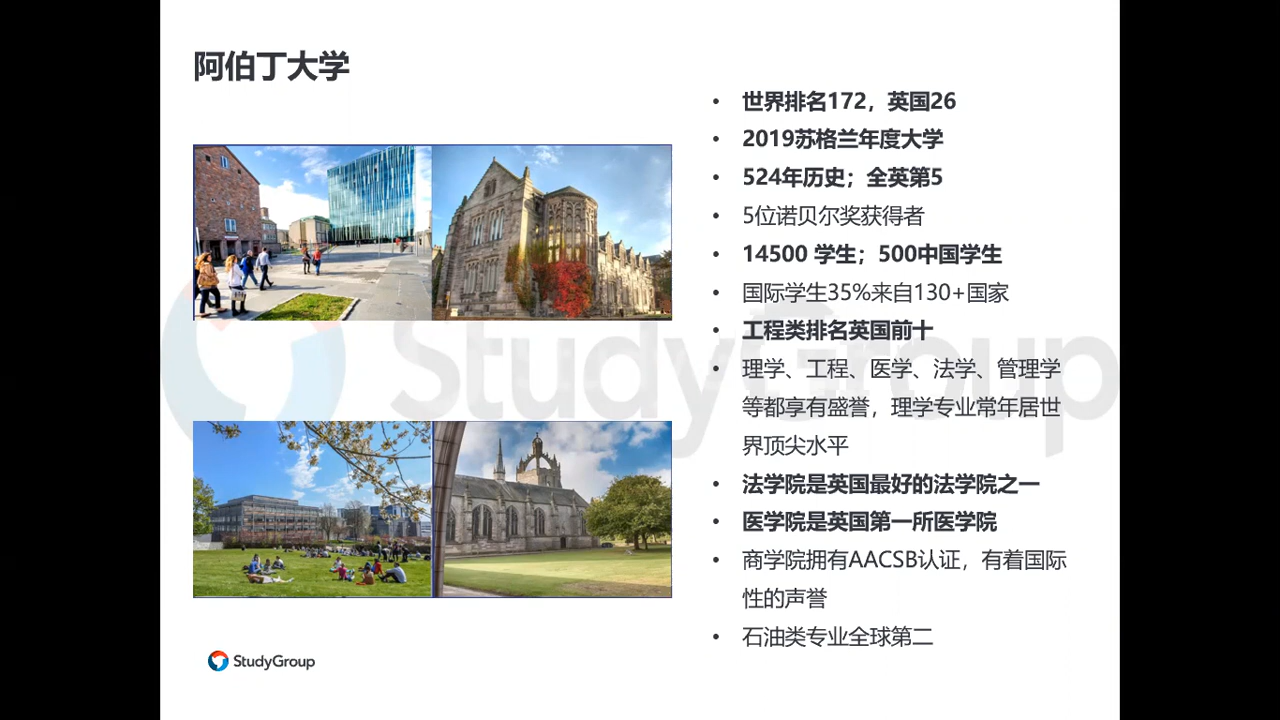 阿伯丁大学
• 世界排名172，英国26
• 2019苏格兰年度大学
• 524年历史；全英第5
• 5位诺贝尔奖获得者
• 14500 学生；500中国学生
• 国际学生35%来自130+国家
• 工程类排名英国前十
• 理学、工程、医学、法学、管理学
等都享有盛誉，理学专业常年居世
界顶尖水平
• 法学院是英国最好的法学院之一
• 医学院是英国第一所医学院
• 商学院拥有AACSB认证，有着国际
性的声誉
• 石油类专业全球第二
StudyGroup
StudyGroup